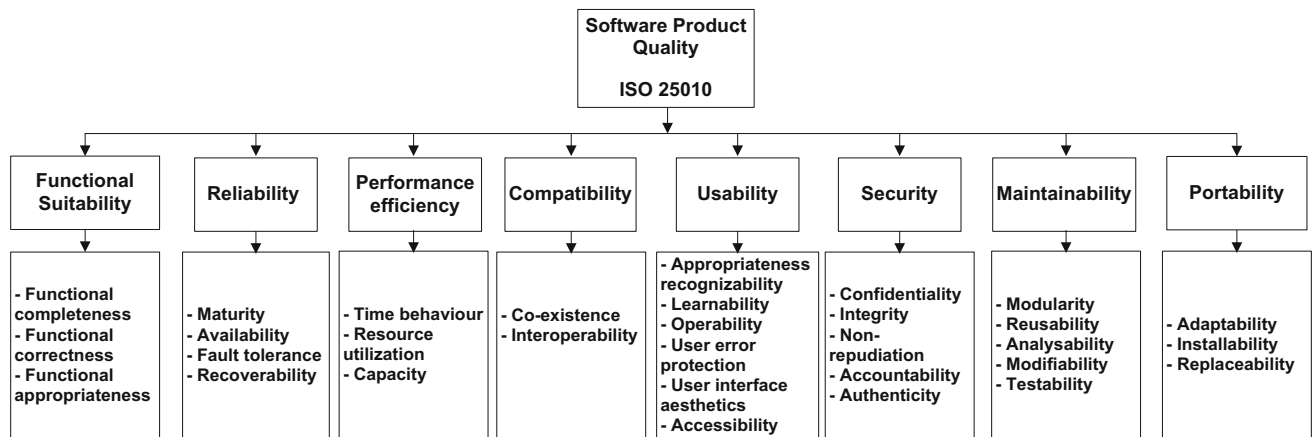 Software Product
Quality
ISO 25010
Functional
Suitability
Reliability
Performance
efficiency
Compatibility
Usability
Security
Maintainability
Portability
- Functional
completeness
- Functional
correctness
- Functional
appropriateness
- Maturity
- Availability
- Fault tolerance
- Recoverability
- Time behaviour
- Resource
utilization
- Capacity
- Co-existence
- Interoperability
- Appropriateness
recognizability
- Learnability
- Operability
- User error
protection
- User interface
aesthetics
- Accessibility
- Confidentiality
- Integrity
- Non-
repudiation
- Accountability
- Authenticity
- Modularity
- Reusability
- Analysability
- Modifiability
- Testability
- Adaptability
- Installability
- Replaceability